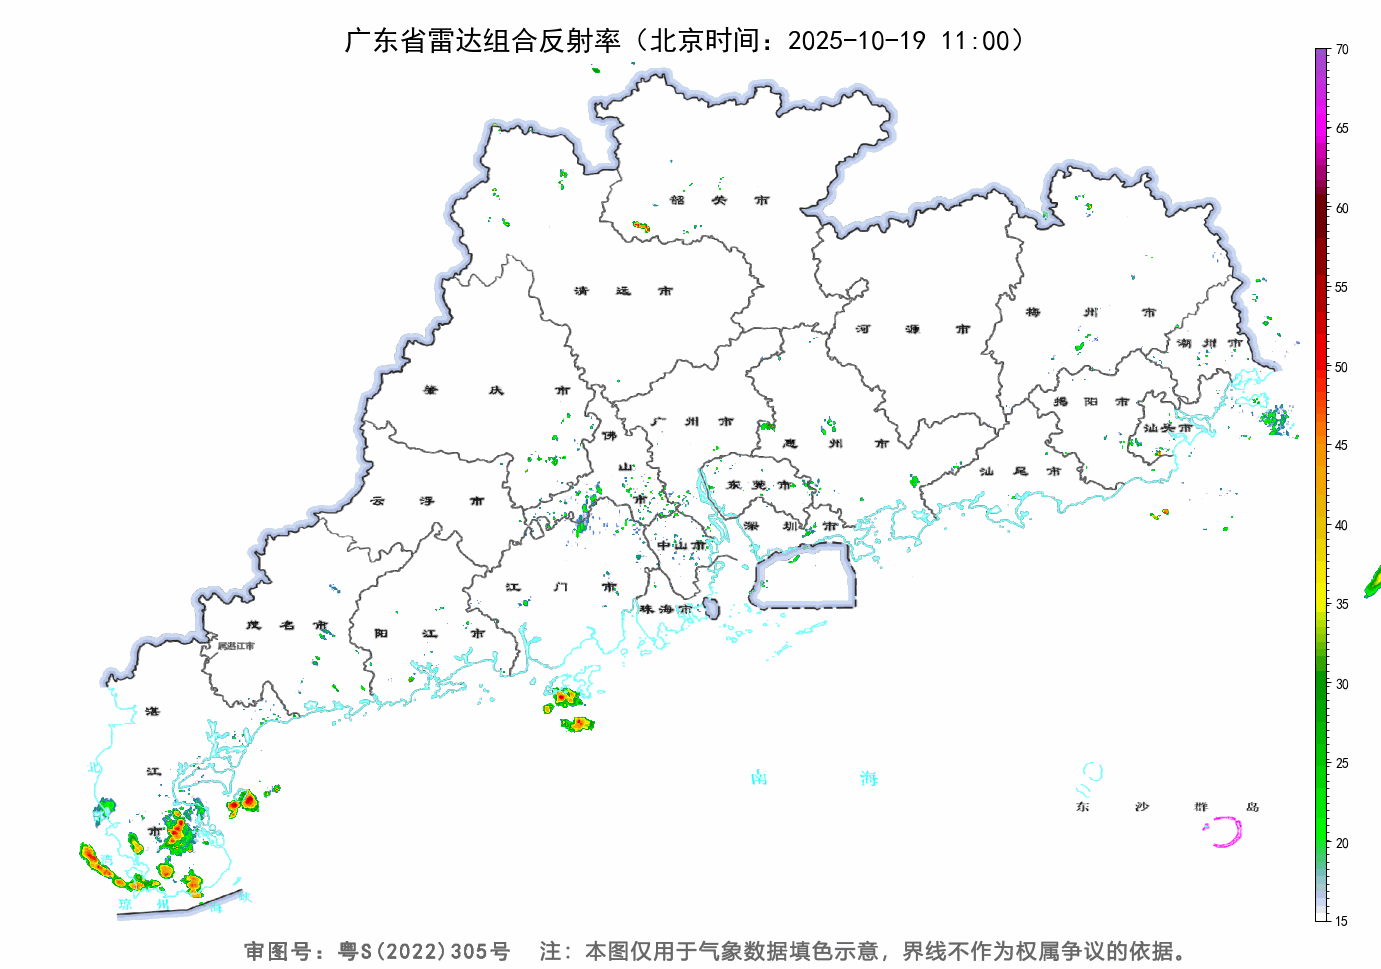 广东省雷达组合反射率（北京时间：2025-10-19 11:00）
70
65
60
55
50
45
40
35
30
25
20
15
韶关市
清远市
河源市
梅州市
潮州市
肇庆市
广州市
佛山市
惠州市
揭阳市
汕头市
汕尾市
云浮市
东莞市
深圳市
中山市
江门市
珠海市
茂名市
阳江市
属湛江市
湛江市
南海
东沙群岛
北
湾
琼州海峡
审图号：粤S(2022)305号 注：本图仅用于气象数据填色示意，界线不作为权属争议的依据。